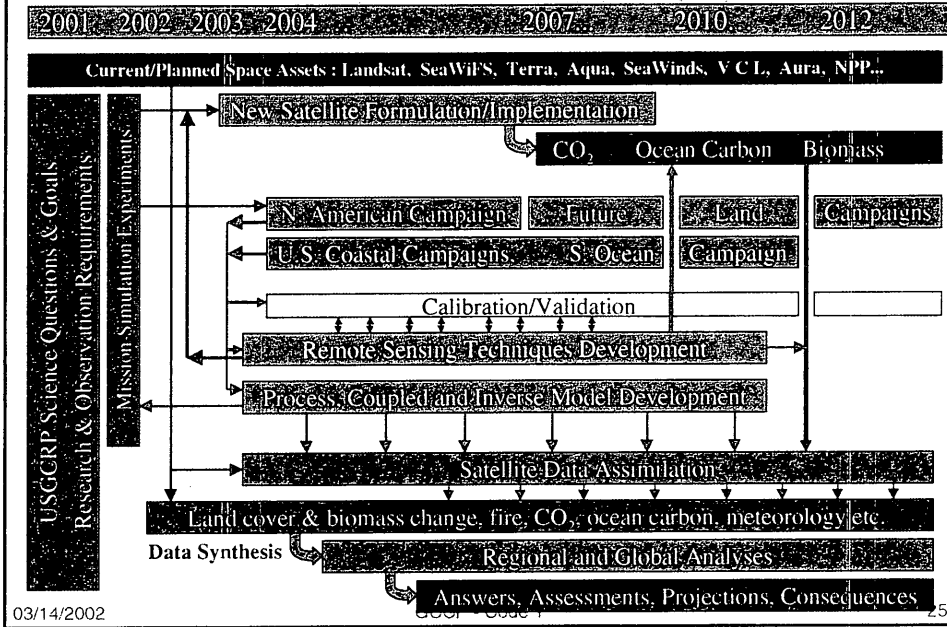 2001 2002 2003 2004 2007 2010 2012
Current/Planned Space Assets : Landsat, SeaWiFS, Terra, Aqua, SeaWinds, V C L, Aura, NPP...
USGCRP Science Questions & Goals
Research & Observation Requirements
Mission Simulation Experiments
New Satellite Formulation/Implementation
CO₂ Ocean Carbon Biomass
N. American Campaign Future Land Campaigns
U.S. Coastal Campaigns S. Ocean Campaign
Calibration/Validation
Remote Sensing Techniques Development
Process, Coupled and Inverse Model Development
Satellite Data Assimilation
Land cover & biomass change, fire, CO₂, ocean carbon, meteorology etc.
Data Synthesis
Regional and Global Analyses
Answers, Assessments, Projections, Consequences
03/14/2002 25